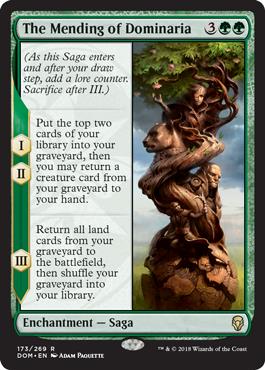 The Mending of Dominaria 3
(As this Saga enters
and after your draw
step, add a lore counter.
Sacrifice after III.)
I
II
Put the top two
cards of your
library into your
graveyard, then
you may return a
creature card from
your graveyard to
your hand.
III
Return all
land cards from
your graveyard
to the
battlefield,
then shuffle your
graveyard into
your library.
Enchantment — Saga
173/269 R
DOM • EN Adam Paquette
™ & © 2018 Wizards of the Coast